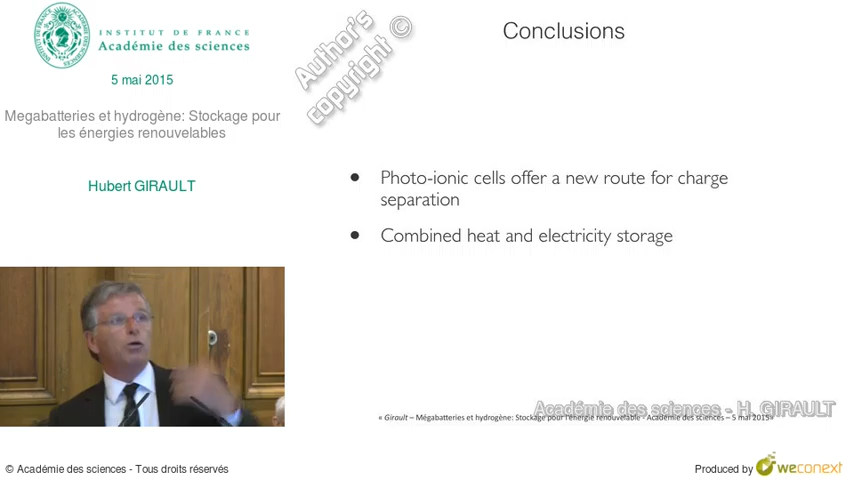 INSTITUT DE FRANCE
Académie des sciences
5 mai 2015
Megabatteries et hydrogène: Stockage pour
les énergies renouvelables
Hubert GIRAULT
Author's
copyright ©
Conclusions
• Photo-ionic cells offer a new route for charge
separation
• Combined heat and electricity storage
Académie des sciences - H. GIRAULT
« Girault – Mégabatteries et hydrogène: Stockage pour l'énergie renouvelable - Académie des sciences – 5 mai 2015»
© Académie des sciences - Tous droits réservés
Produced by weconext